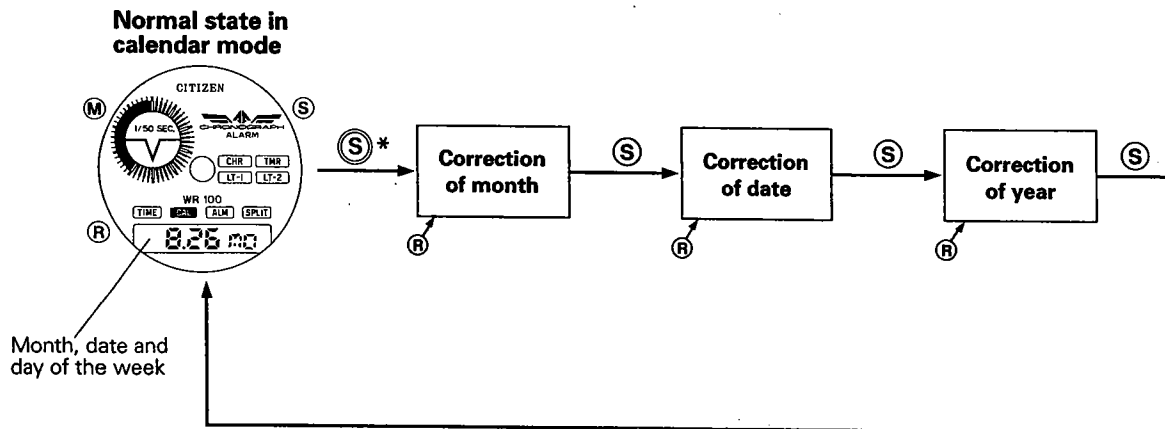 Normal state in
calendar mode
CITIZEN
M
S
1/50 SEC.
CHRONOGRAPH
ALARM
CHR TMR
LT-1 LT-2
WR 100
TIME CAL ALM SPLIT
R
8.26 mo
Month, date and
day of the week
S *
Correction
of month
R
S
Correction
of date
R
S
Correction
of year
R
S